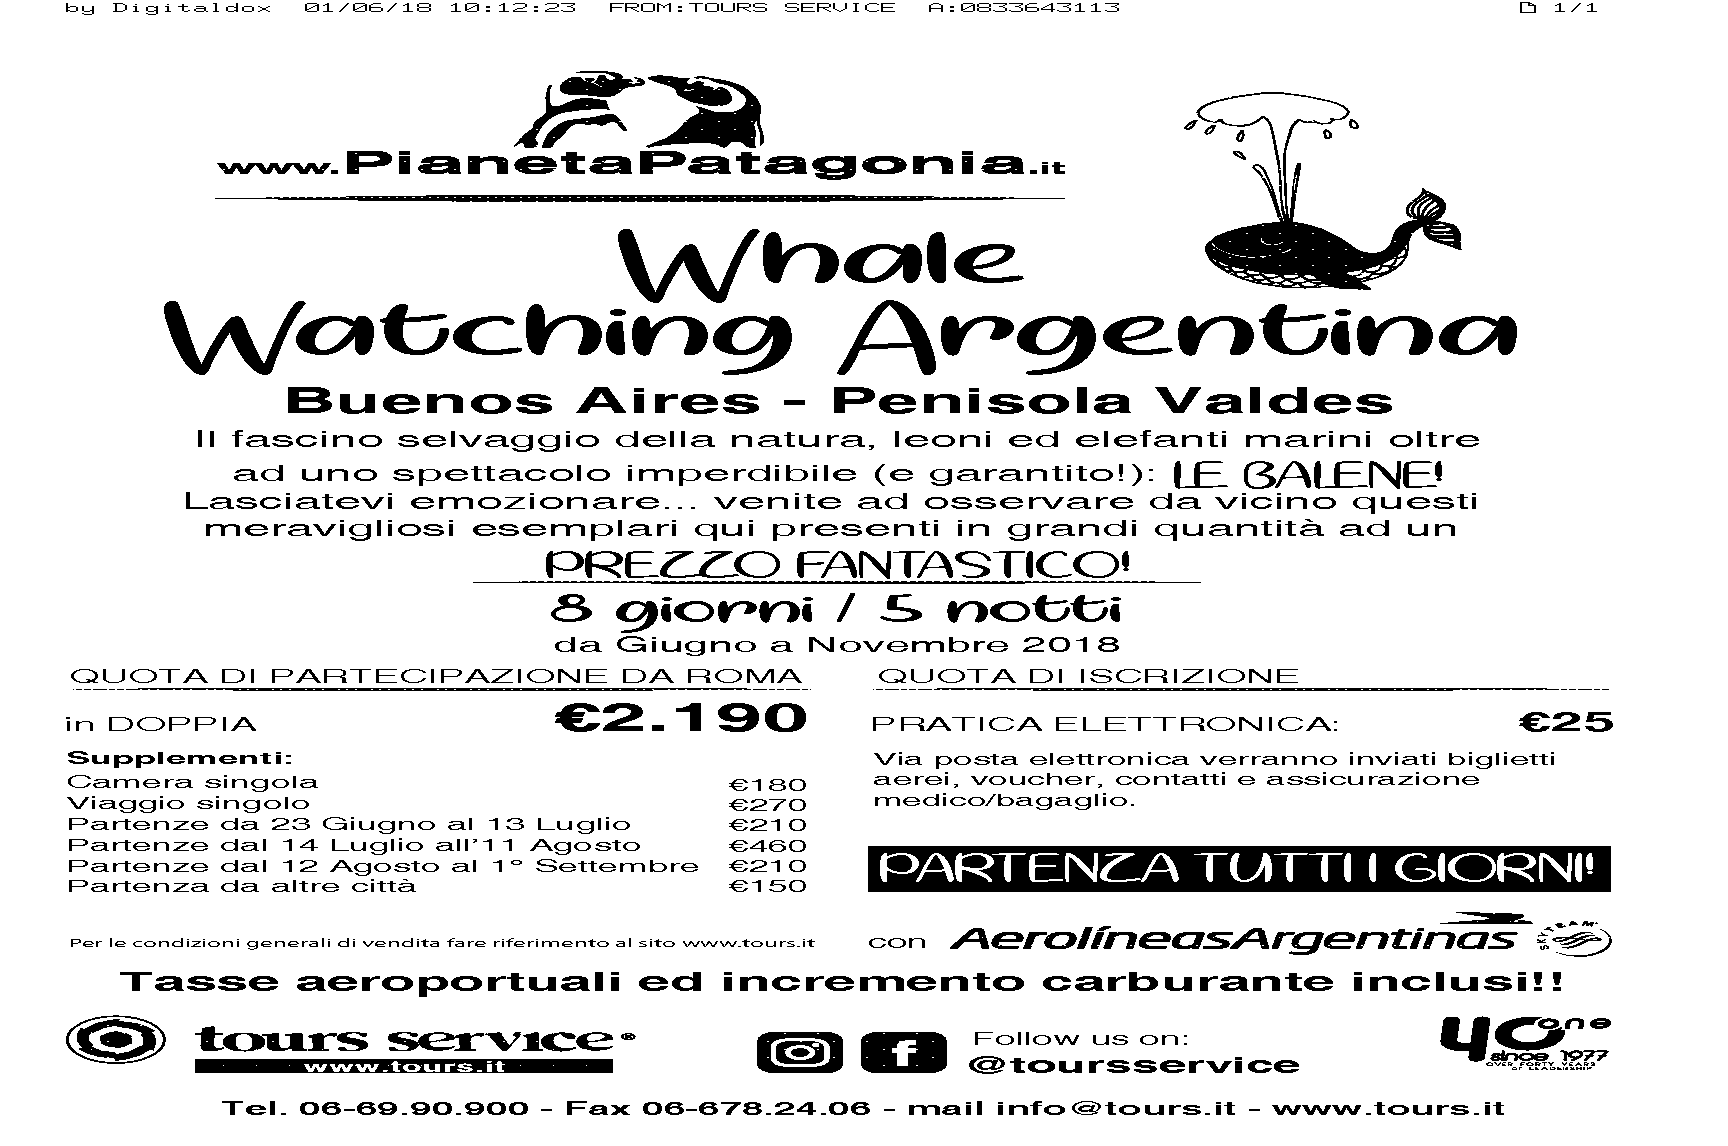 by Digitaldox 01/06/18 10:12:23 FROM:TOURS SERVICE A:0833643113 1/1
www.PianetaPatagonia.it
Whale
Watching Argentina
Buenos Aires - Penisola Valdes
Il fascino selvaggio della natura, leoni ed elefanti marini oltre
ad uno spettacolo imperdibile (e garantito!): LE BALENE!
Lasciatevi emozionare... venite ad osservare da vicino questi
meravigliosi esemplari qui presenti in grandi quantità ad un
PREZZO FANTASTICO!
8 giorni / 5 notti
da Giugno a Novembre 2018
QUOTA DI PARTECIPAZIONE DA ROMA
in DOPPIA €2.190
Supplementi:
Camera singola €180
Viaggio singolo €270
Partenze da 23 Giugno al 13 Luglio €210
Partenze dal 14 Luglio all'11 Agosto €460
Partenze dal 12 Agosto al 1° Settembre €210
Partenza da altre città €150
QUOTA DI ISCRIZIONE
PRATICA ELETTRONICA: €25
Via posta elettronica verranno inviati biglietti
aerei, voucher, contatti e assicurazione
medico/bagaglio.
PARTENZA TUTTI I GIORNI!
Per le condizioni generali di vendita fare riferimento al sito www.tours.it
con AerolíneasArgentinas SKYTEAM
Tasse aeroportuali ed incremento carburante inclusi!!
tours service®
www.tours.it
Follow us on:
@toursservice
40one
since 1977
OVER FORTY YEARS
OF LEADERSHIP
Tel. 06-69.90.900 - Fax 06-678.24.06 - mail info@tours.it - www.tours.it